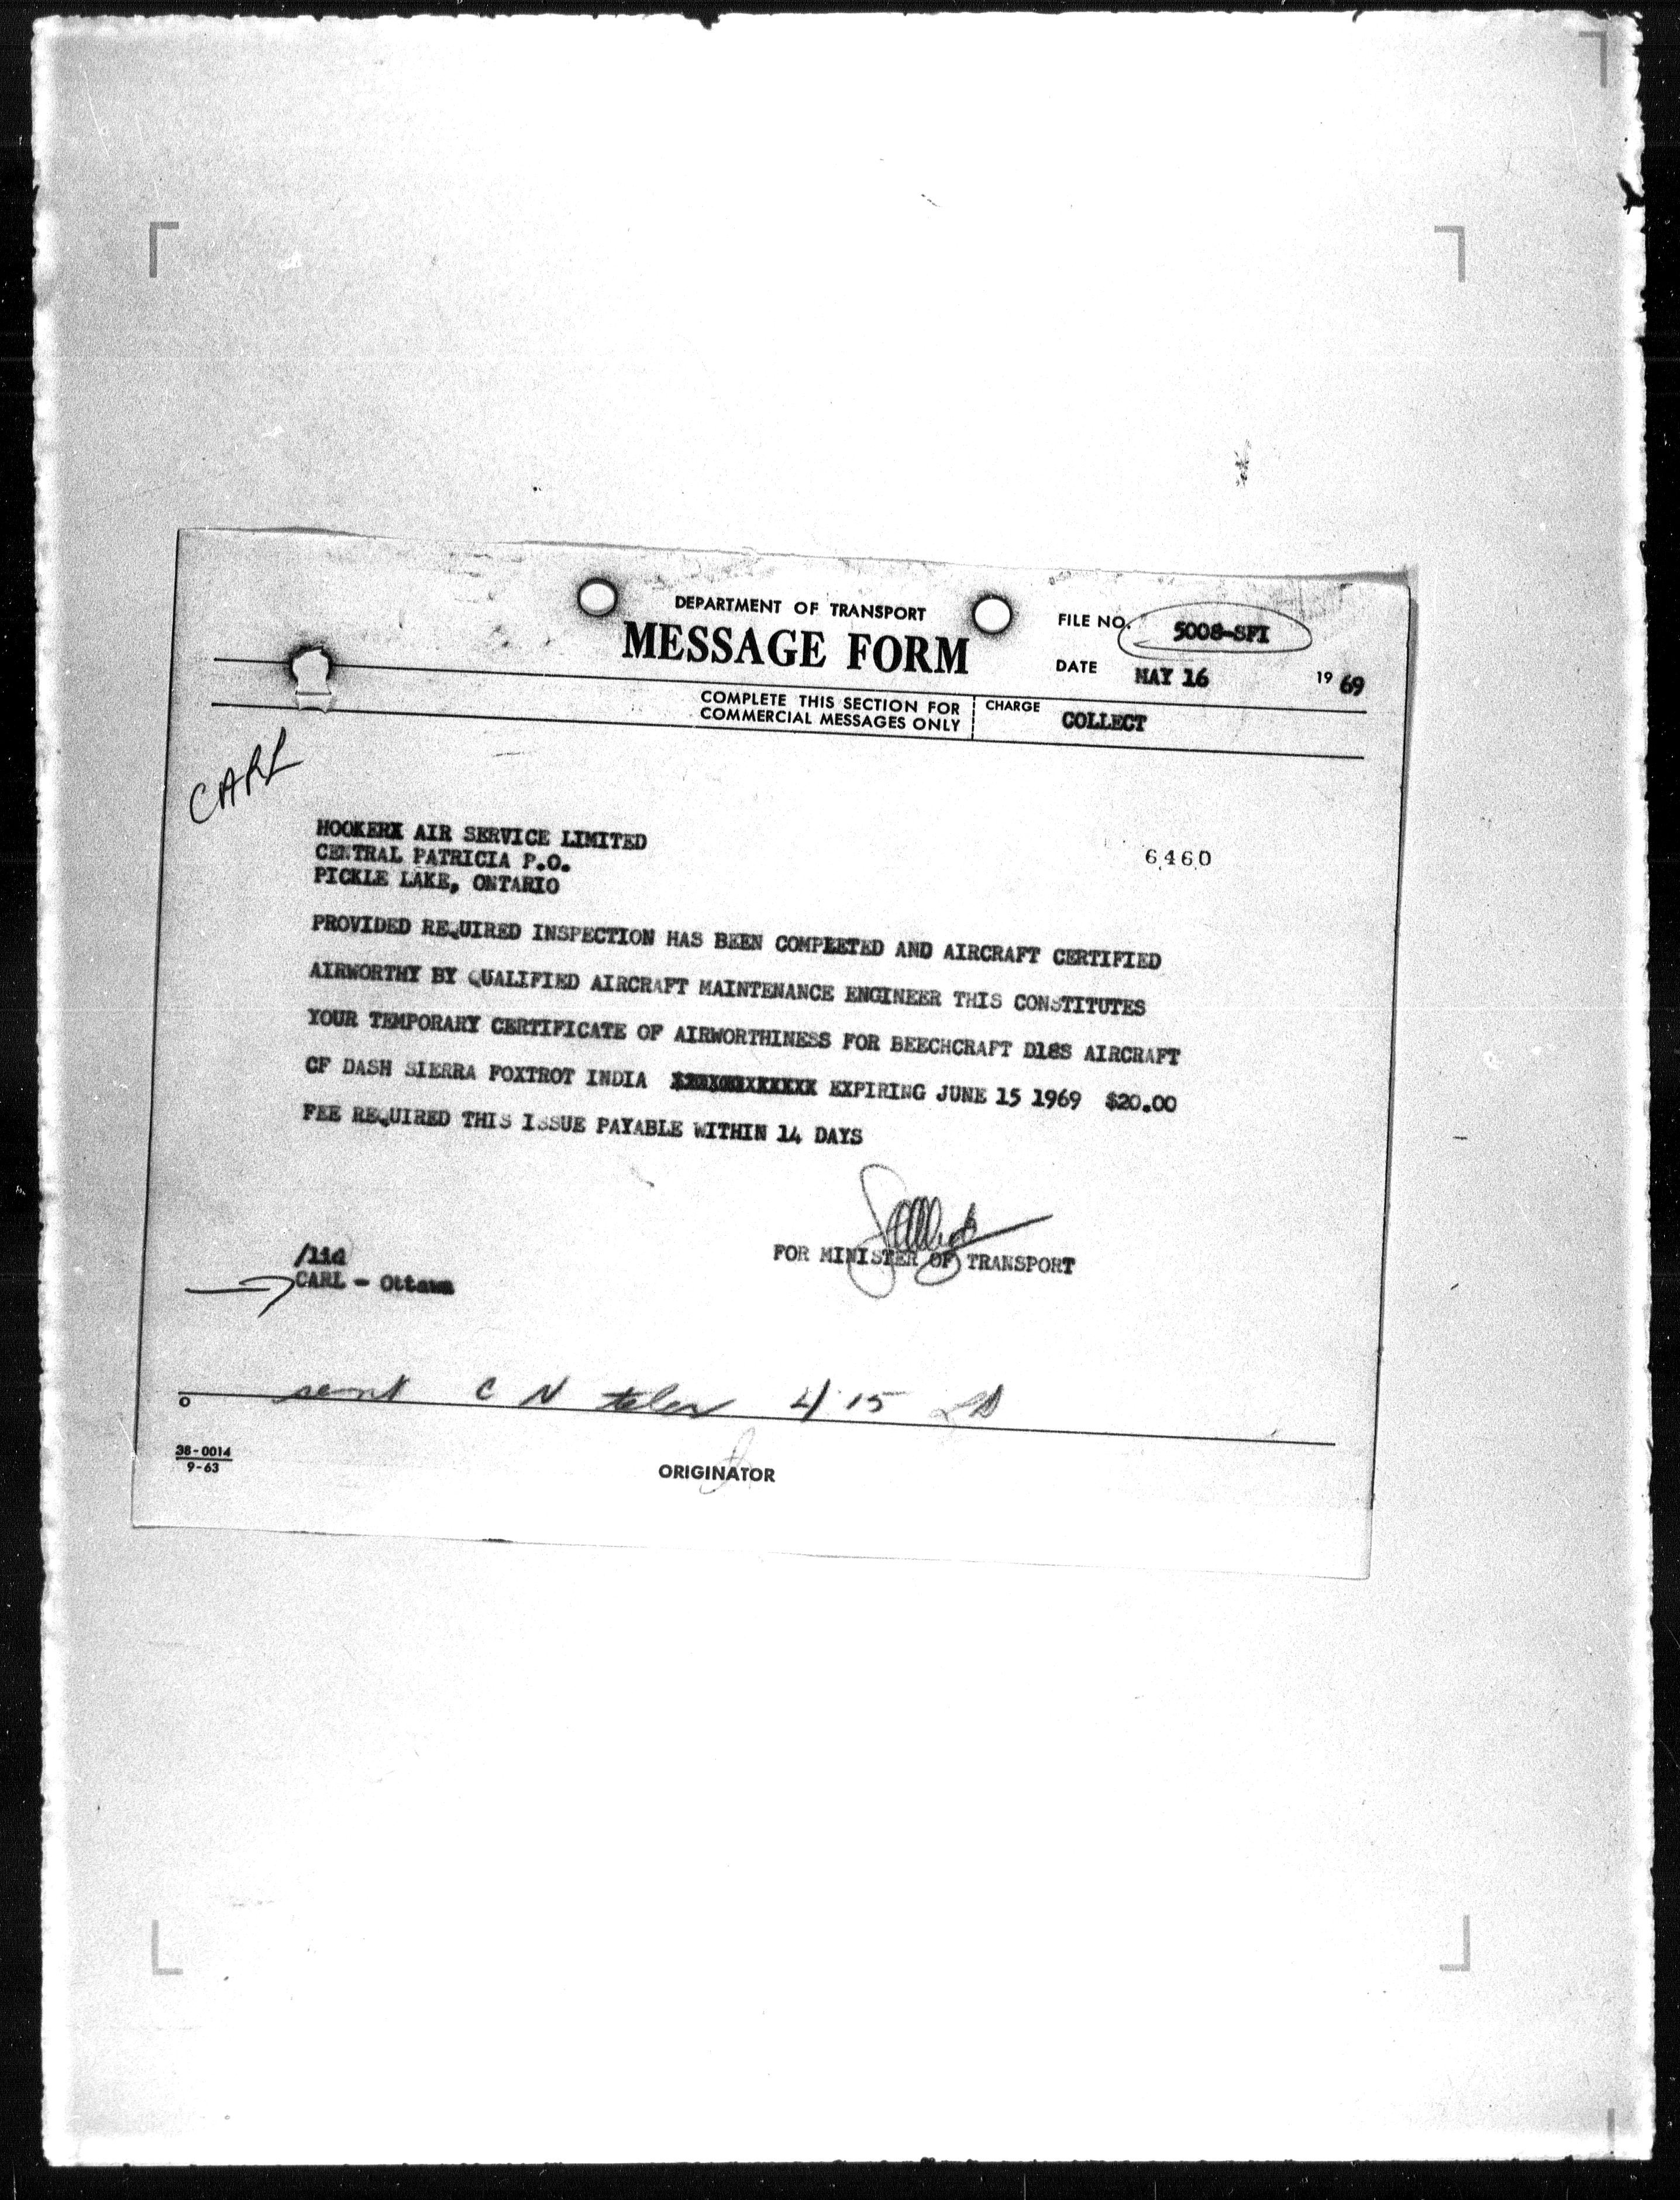 DEPARTMENT OF TRANSPORT
MESSAGE FORM
FILE NO. 5008-SFI
DATE MAY 16 19 69
COMPLETE THIS SECTION FOR
COMMERCIAL MESSAGES ONLY
CHARGE COLLECT
CARL
HOOKERX AIR SERVICE LIMITED
CENTRAL PATRICIA P.O.
PICKLE LAKE, ONTARIO
6460
PROVIDED REQUIRED INSPECTION HAS BEEN COMPLETED AND AIRCRAFT CERTIFIED
AIRWORTHY BY QUALIFIED AIRCRAFT MAINTENANCE ENGINEER THIS CONSTITUTES
YOUR TEMPORARY CERTIFICATE OF AIRWORTHINESS FOR BEECHCRAFT D18S AIRCRAFT
CF DASH SIERRA FOXTROT INDIA EXPIRING JUNE 15 1969 $20.00
FEE REQUIRED THIS ISSUE PAYABLE WITHIN 14 DAYS
FOR MINISTER OF TRANSPORT
CARL - Ottawa
sent C N telex 4 15
38-0014
9-63
ORIGINATOR